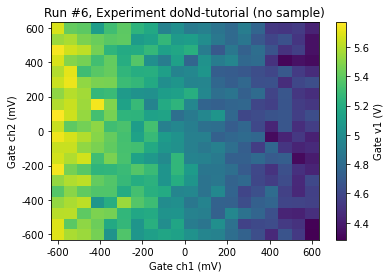 Run #6, Experiment doNd-tutorial (no sample)
600
400
200
0
-200
-400
-600
Gate ch2 (mV)
-600 -400 -200 0 200 400 600
Gate ch1 (mV)
5.6
5.4
5.2
5
4.8
4.6
4.4
Gate v1 (V)